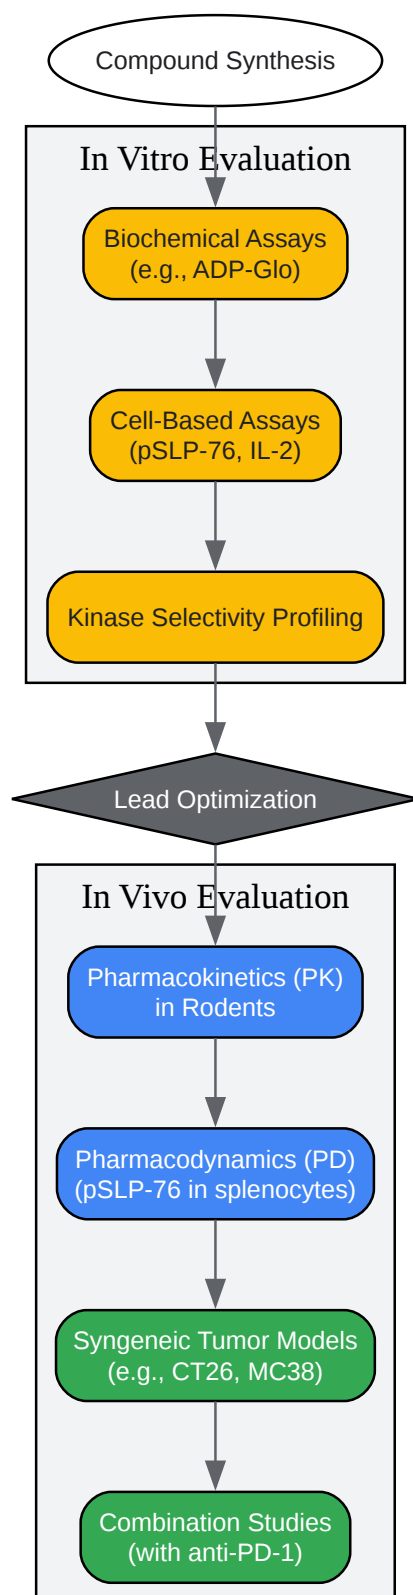 Compound Synthesis
In Vitro Evaluation
Biochemical Assays
(e.g., ADP-Glo)
Cell-Based Assays
(pSLP-76, IL-2)
Kinase Selectivity Profiling
Lead Optimization
In Vivo Evaluation
Pharmacokinetics (PK)
in Rodents
Pharmacodynamics (PD)
(pSLP-76 in splenocytes)
Syngeneic Tumor Models
(e.g., CT26, MC38)
Combination Studies
(with anti-PD-1)